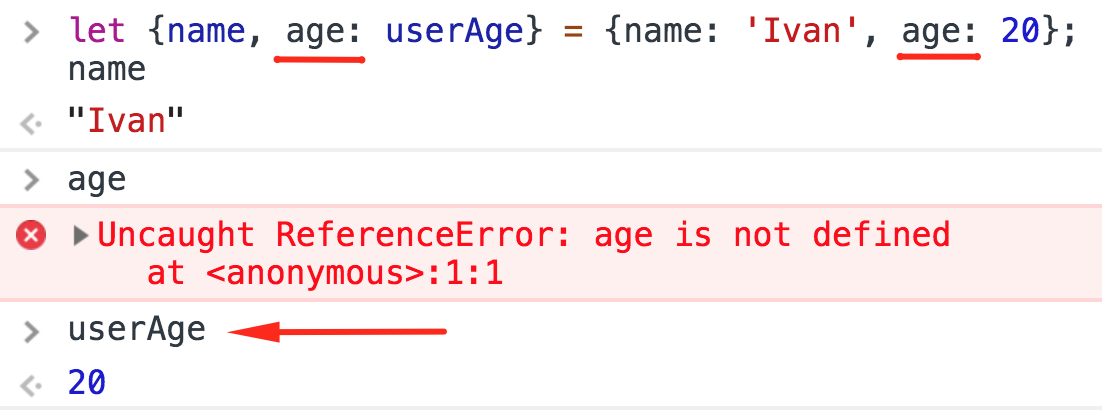 let {name, age: userAge} = {name: 'Ivan', age: 20};
name
"Ivan"
age
Uncaught ReferenceError: age is not defined
at <anonymous>:1:1
userAge
20